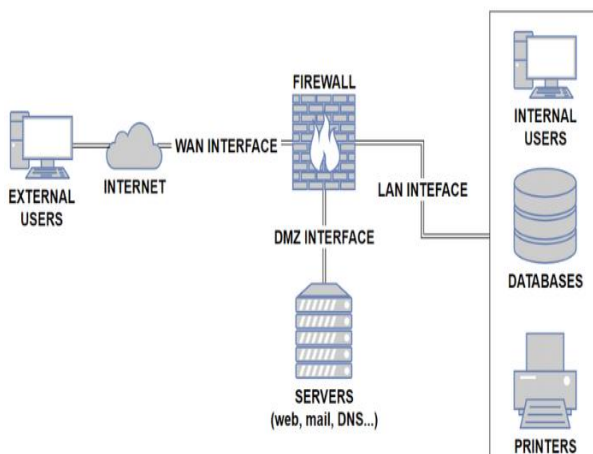 FIREWALL
INTERNAL
USERS
WAN INTERFACE
EXTERNAL
USERS
INTERNET
LAN INTEFACE
DMZ INTERFACE
DATABASES
SERVERS
(web, mail, DNS...)
PRINTERS